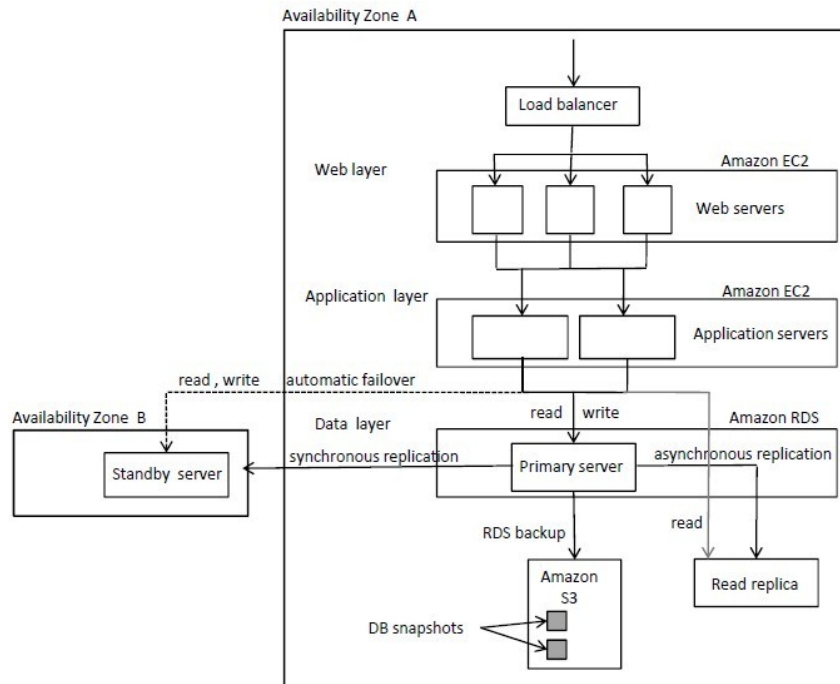 Availability Zone A
Load balancer
Amazon EC2
Web layer
Web servers
Amazon EC2
Application layer
Application servers
read , write automatic failover
Availability Zone B
Data layer
read write
Amazon RDS
Standby server
synchronous replication
Primary server
asynchronous replication
RDS backup
read
Amazon
S3
Read replica
DB snapshots